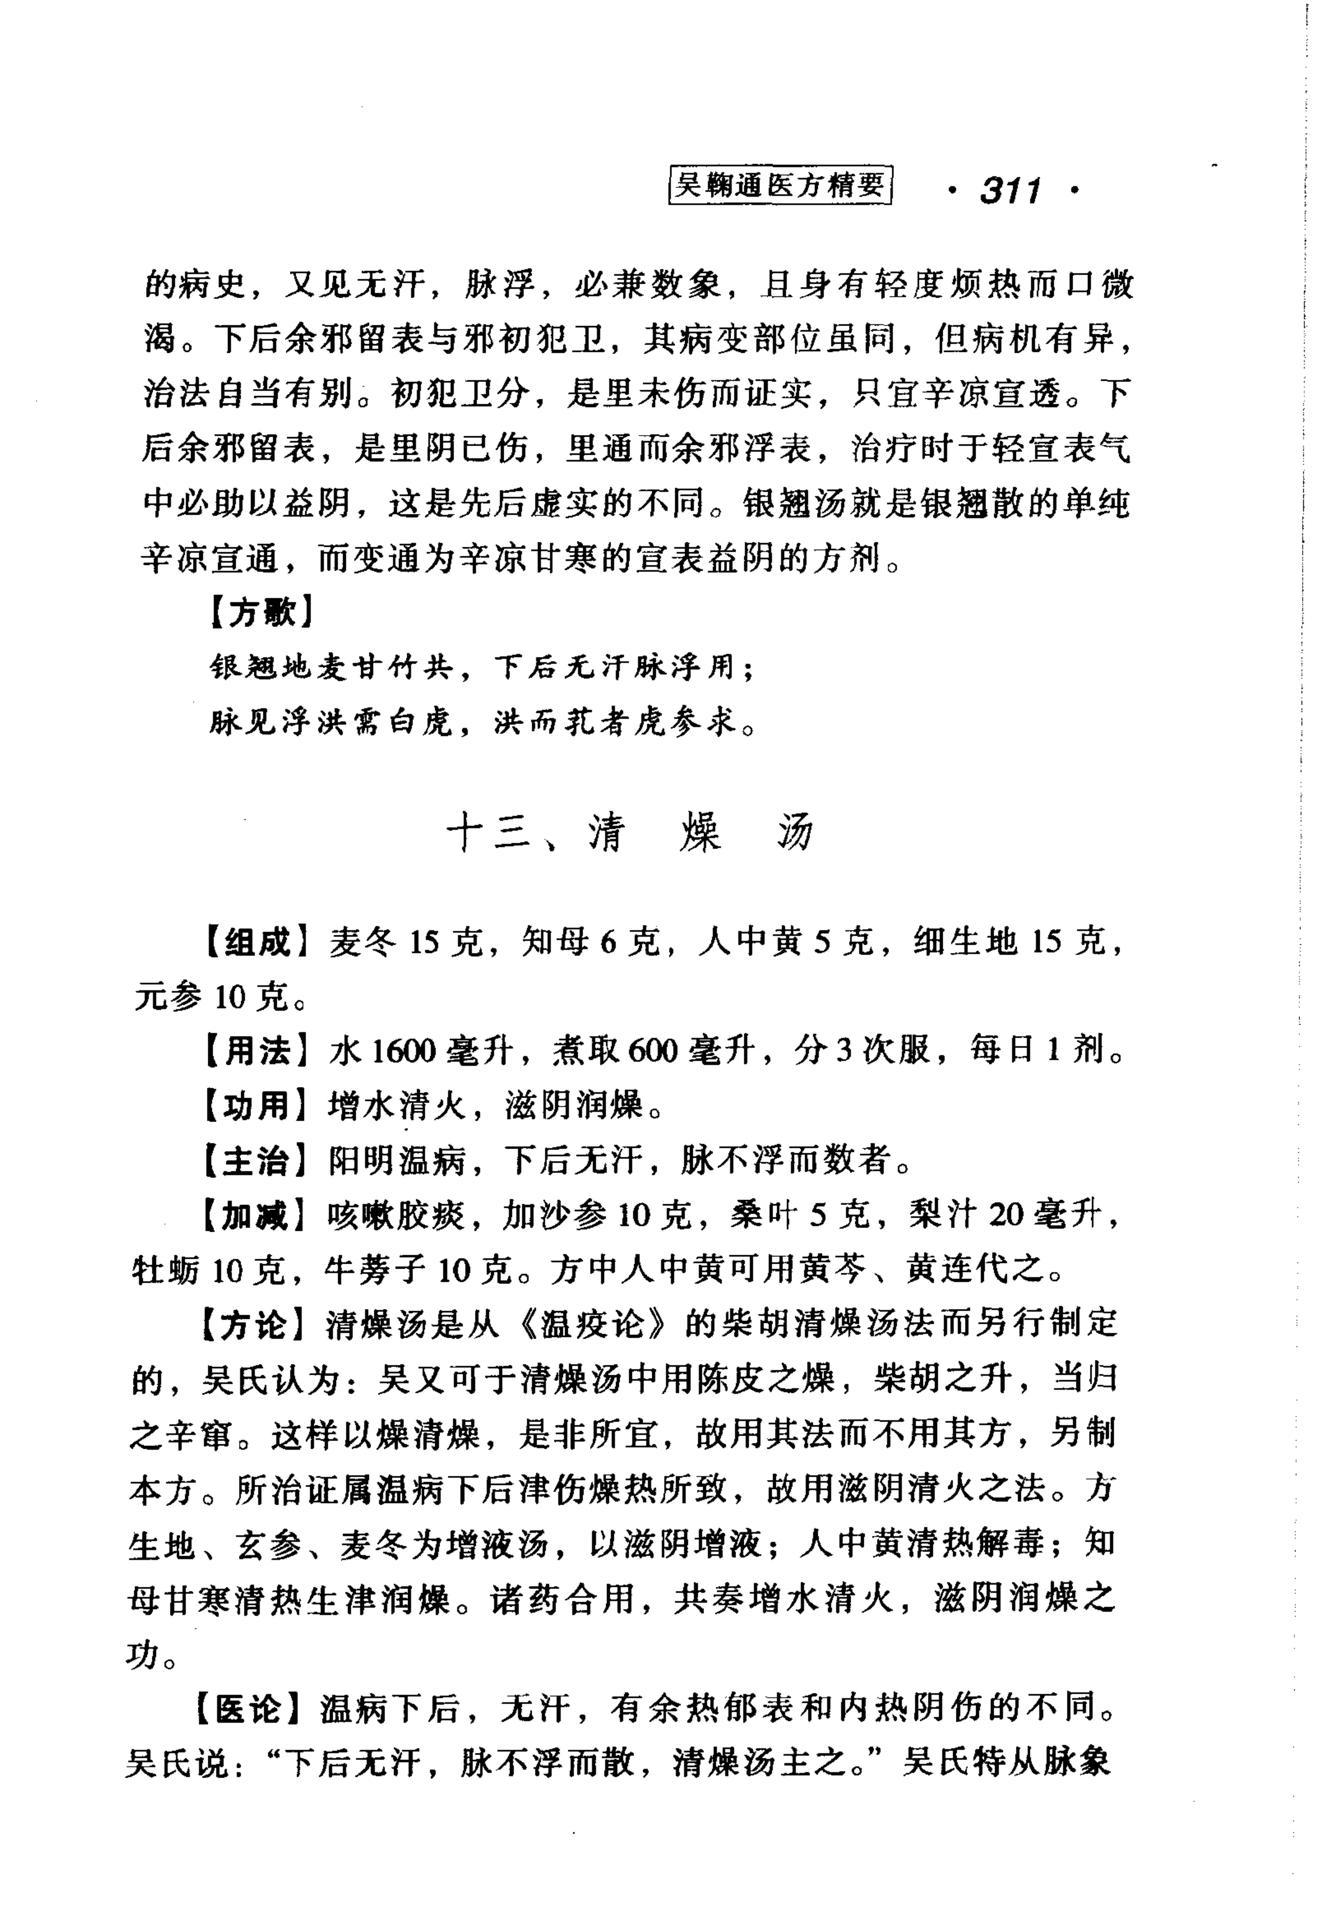 吴鞠通医方精要 · 311 ·
的病史，又见无汗，脉浮，必兼数象，且身有轻度烦热而口微
渴。下后余邪留表与邪初犯卫，其病变部位虽同，但病机有异，
治法自当有别。初犯卫分，是里未伤而证实，只宜辛凉宣透。下
后余邪留表，是里阴已伤，里通而余邪浮表，治疗时于轻宣表气
中必助以益阴，这是先后虚实的不同。银翘汤就是银翘散的单纯
辛凉宣通，而变通为辛凉甘寒的宣表益阴的方剂。
【方歌】
银翘地麦甘竹共，下后无汗脉浮用；
脉见浮洪需白虎，洪而芤者虎参求。
十三、清 燥 汤
【组成】麦冬 15 克，知母 6 克，人中黄 5 克，细生地 15 克，
元参 10 克。
【用法】水 1600 毫升，煮取 600 毫升，分 3 次服，每日 1 剂。
【功用】增水清火，滋阴润燥。
【主治】阳明温病，下后无汗，脉不浮而数者。
【加减】咳嗽胶痰，加沙参 10 克，桑叶 5 克，梨汁 20 毫升，
牡蛎 10 克，牛蒡子 10 克。方中人中黄可用黄芩、黄连代之。
【方论】清燥汤是从《温疫论》的柴胡清燥汤法而另行制定
的，吴氏认为：吴又可于清燥汤中用陈皮之燥，柴胡之升，当归
之辛窜。这样以燥清燥，是非所宜，故用其法而不用其方，另制
本方。所治证属温病下后津伤燥热所致，故用滋阴清火之法。方
生地、玄参、麦冬为增液汤，以滋阴增液；人中黄清热解毒；知
母甘寒清热生津润燥。诸药合用，共奏增水清火，滋阴润燥之
功。
【医论】温病下后，无汗，有余热郁表和内热阴伤的不同。
吴氏说：“下后无汗，脉不浮而散，清燥汤主之。”吴氏特从脉象